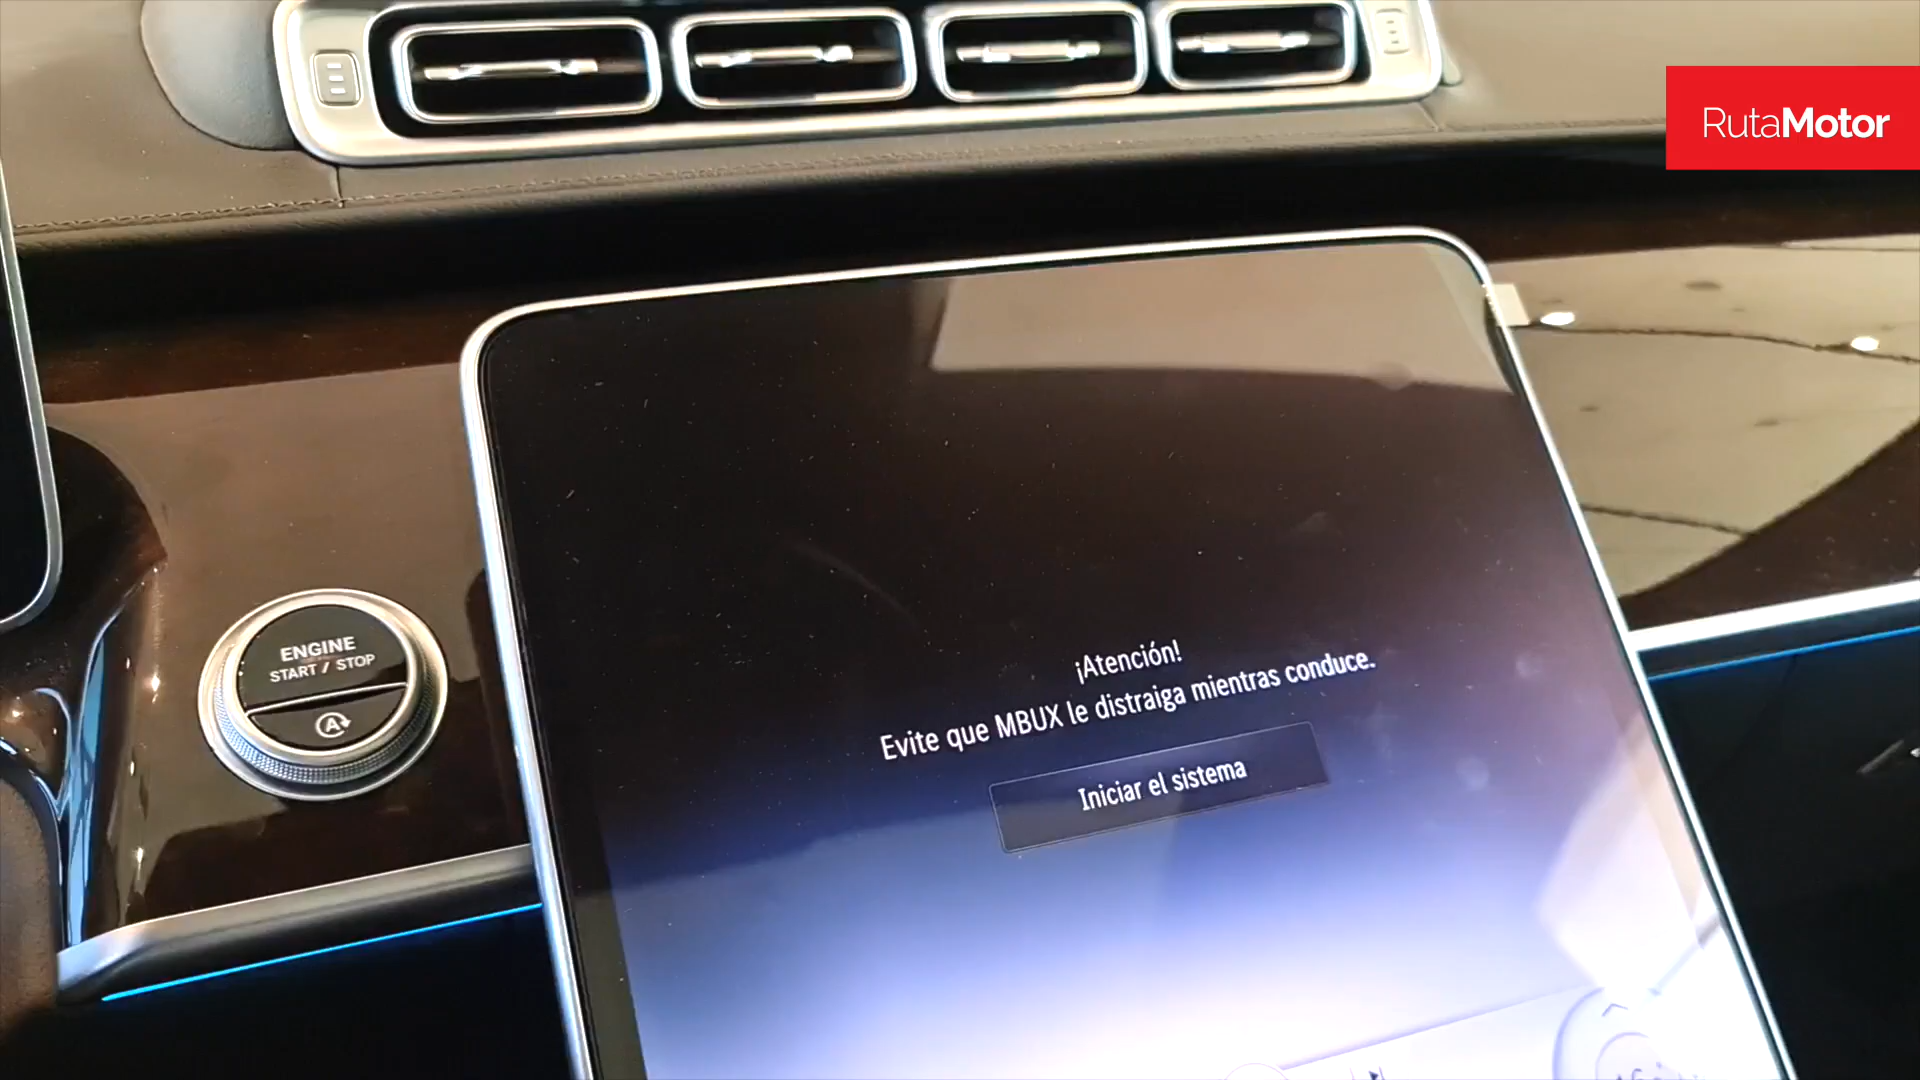 RutaMotor
ENGINE
START / STOP
A
¡Atención!
Evite que MBUX le distraiga mientras conduce.
Iniciar el sistema